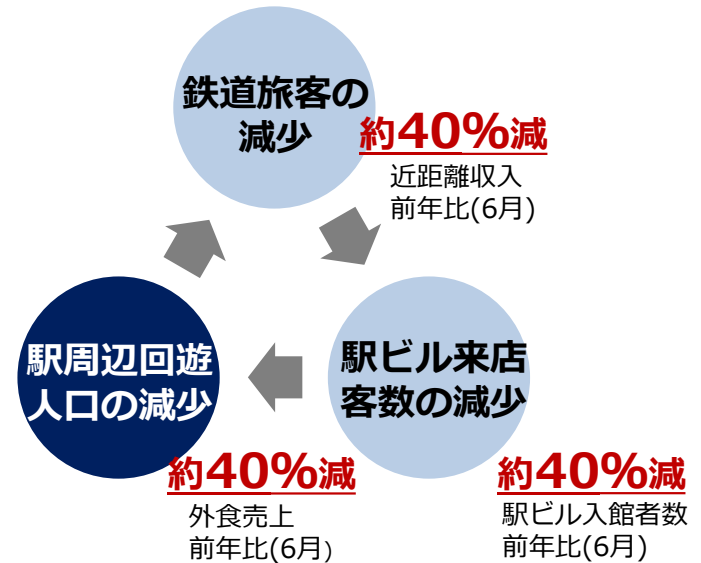 鉄道旅客の
減少
約40%減
近距離収入
前年比(6月)
駅ビル来店
客数の減少
約40%減
駅ビル入館者数
前年比(6月)
駅周辺回遊
人口の減少
約40%減
外食売上
前年比(6月)